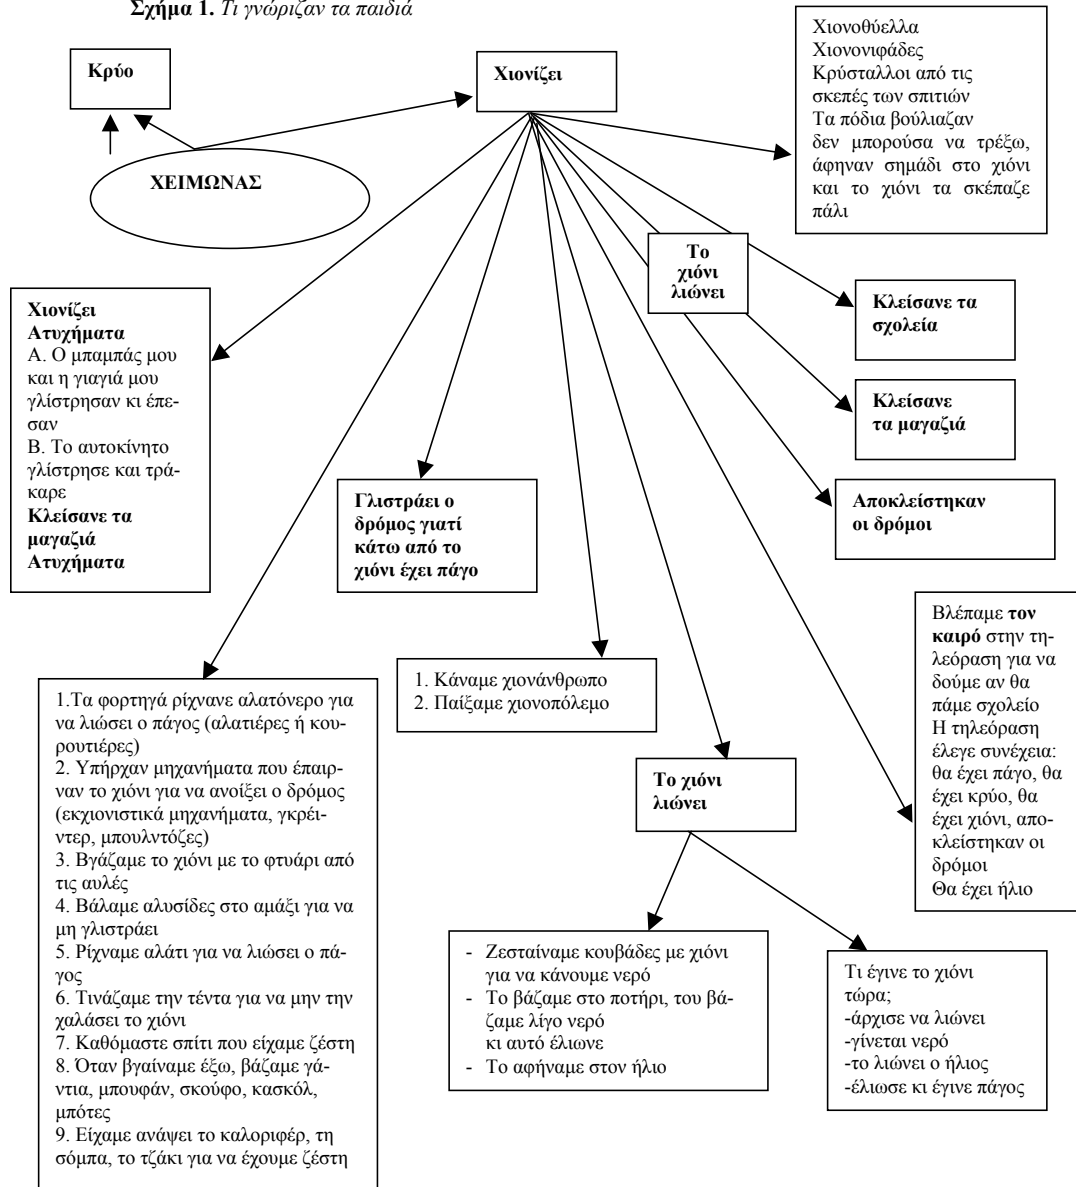 Σχήμα 1. Τι γνώριζαν τα παιδιά
Κρύο
Χιονίζει
Χιονοθύελλα
Χιονονιφάδες
Κρύσταλλοι από τις
σκεπές των σπιτιών
Τα πόδια βούλιαζαν
δεν μπορούσα να τρέξω,
άφηναν σημάδι στο χιόνι
και το χιόνι τα σκέπαζε
πάλι
ΧΕΙΜΩΝΑΣ
Το
χιόνι
λιώνει
Κλείσανε τα
σχολεία
Κλείσανε
τα μαγαζιά
Αποκλείστηκαν
οι δρόμοι
Χιονίζει
Ατυχήματα
Α. Ο μπαμπάς μου
και η γιαγιά μου
γλίστρησαν κι έπε-
σαν
Β. Το αυτοκίνητο
γλίστρησε και τρά-
καρε
Κλείσανε τα
μαγαζιά
Ατυχήματα
Γλιστράει ο
δρόμος γιατί
κάτω από το
χιόνι έχει πάγο
Βλέπαμε τον
καιρό στην τη-
λεόραση για να
δούμε αν θα
πάμε σχολείο
Η τηλεόραση
έλεγε συνέχεια:
θα έχει πάγο, θα
έχει κρύο, θα
έχει χιόνι, απο-
κλείστηκαν οι
δρόμοι
Θα έχει ήλιο
1. Κάναμε χιονάνθρωπο
2. Παίξαμε χιονοπόλεμο
1.Τα φορτηγά ρίχνανε αλατόνερο για
να λιώσει ο πάγος (αλατιέρες ή κου-
ρουτιέρες)
2. Υπήρχαν μηχανήματα που έπαιρ-
ναν το χιόνι για να ανοίξει ο δρόμος
(εκχιονιστικά μηχανήματα, γκρέι-
ντερ, μπουλντόζες)
3. Βγάζαμε το χιόνι με το φτυάρι από
τις αυλές
4. Βάλαμε αλυσίδες στο αμάξι για να
μη γλιστράει
5. Ρίχναμε αλάτι για να λιώσει ο πά-
γος
6. Τινάζαμε την τέντα για να μην την
χαλάσει το χιόνι
7. Καθόμαστε σπίτι που είχαμε ζέστη
8. Όταν βγαίναμε έξω, βάζαμε γά-
ντια, μπουφάν, σκούφο, κασκόλ,
μπότες
9. Είχαμε ανάψει το καλοριφέρ, τη
σόμπα, το τζάκι για να έχουμε ζέστη
Το χιόνι
λιώνει
- Ζεσταίναμε κουβάδες με χιόνι
για να κάνουμε νερό
- Το βάζαμε στο ποτήρι, του βά-
ζαμε λίγο νερό
κι αυτό έλιωνε
- Το αφήναμε στον ήλιο
Τι έγινε το χιόνι
τώρα;
-άρχισε να λιώνει
-γίνεται νερό
-το λιώνει ο ήλιος
-έλιωσε κι έγινε πάγος